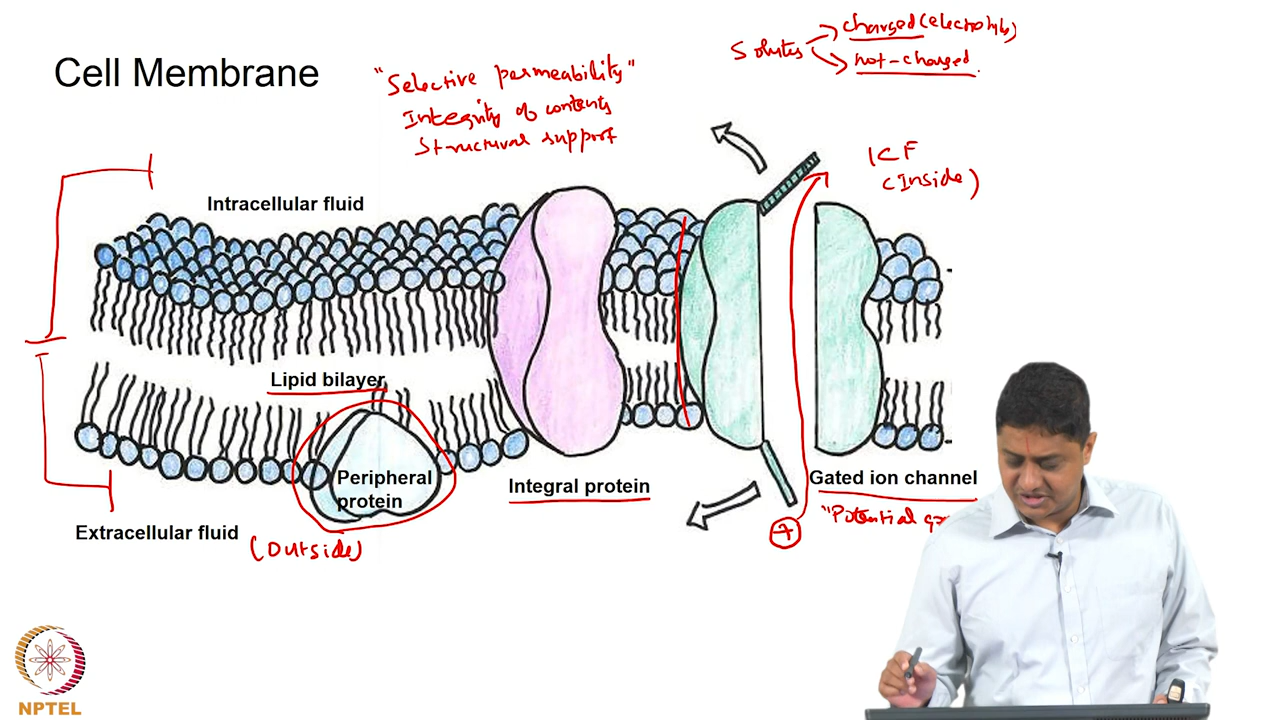 Cell Membrane
"Selective permeability"
Integrity of contents
Structural support
Solutes
charged (electrolytes)
not-charged
ICF
(Inside)
Intracellular fluid
Lipid bilayer
Peripheral
protein
Integral protein
Gated ion channel
"Potential
+
Extracellular fluid
(Outside)
NPTEL